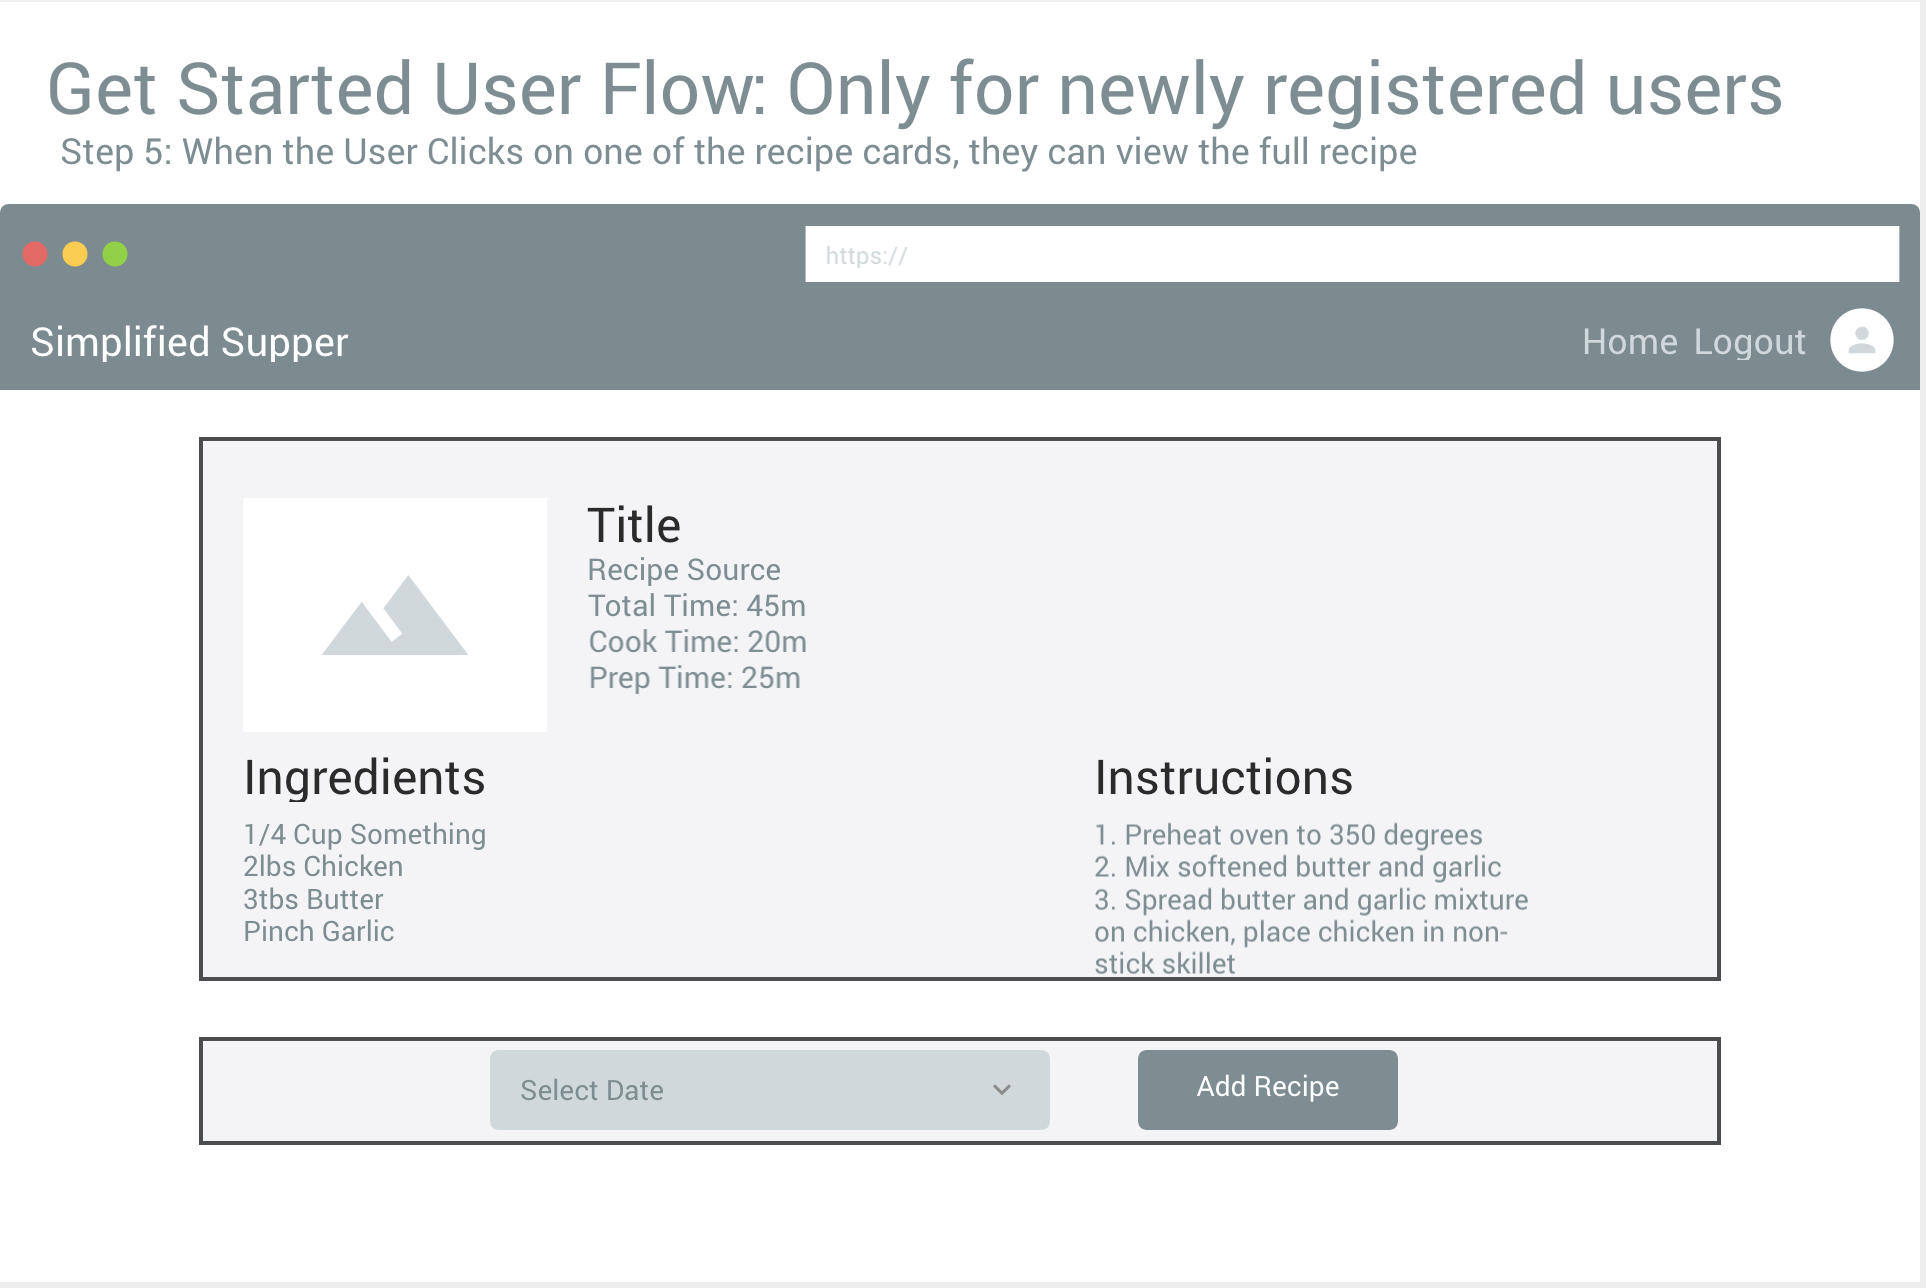 Get Started User Flow: Only for newly registered users
Step 5: When the User Clicks on one of the recipe cards, they can view the full recipe
https://
Simplified Supper
Home Logout
Title
Recipe Source
Total Time: 45m
Cook Time: 20m
Prep Time: 25m
Ingredients
1/4 Cup Something
2lbs Chicken
3tbs Butter
Pinch Garlic
Instructions
1. Preheat oven to 350 degrees
2. Mix softened butter and garlic
3. Spread butter and garlic mixture
on chicken, place chicken in non-
stick skillet
Select Date
Add Recipe